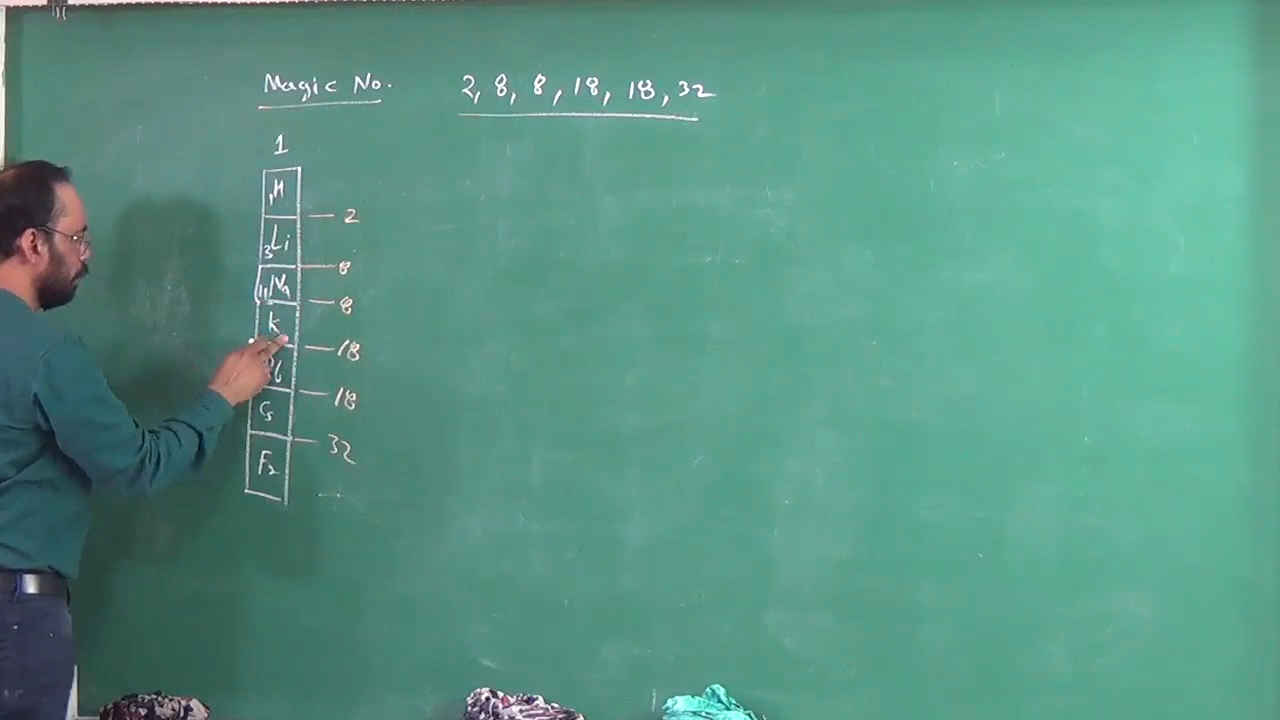 Magic No. 2, 8, 8, 18, 18, 32
1
1H
2
3Li
8
11Na
8
K
18
18
Cs
32
Fr